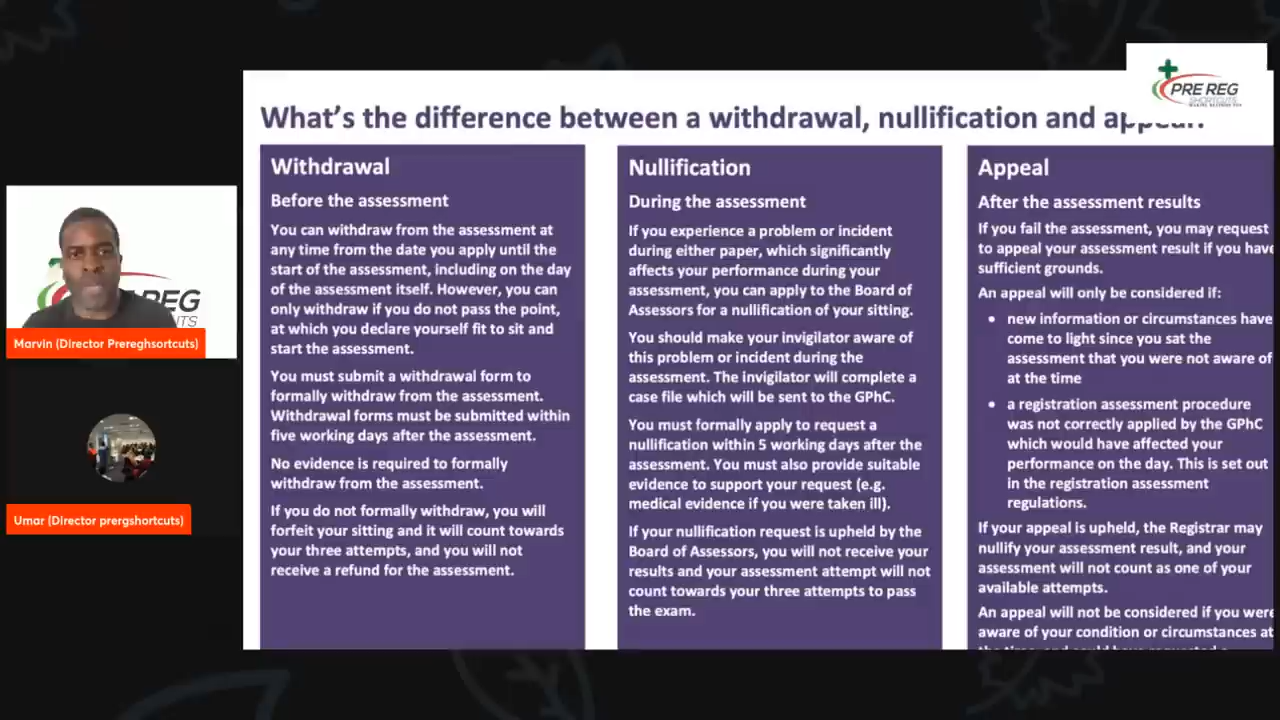 PRE REG
SHORTCUTS
What's the difference between a withdrawal, nullification and appeal?
Withdrawal
Before the assessment
You can withdraw from the assessment at
any time from the date you apply until the
start of the assessment, including on the day
of the assessment itself. However, you can
only withdraw if you do not pass the point,
at which you declare yourself fit to sit and
start the assessment.
You must submit a withdrawal form to
formally withdraw from the assessment.
Withdrawal forms must be submitted within
five working days after the assessment.
No evidence is required to formally
withdraw from the assessment.
If you do not formally withdraw, you will
forfeit your sitting and it will count towards
your three attempts, and you will not
receive a refund for the assessment.
Nullification
During the assessment
If you experience a problem or incident
during either paper, which significantly
affects your performance during your
assessment, you can apply to the Board of
Assessors for a nullification of your sitting.
You should make your invigilator aware of
this problem or incident during the
assessment. The invigilator will complete a
case file which will be sent to the GPhC.
You must formally apply to request a
nullification within 5 working days after the
assessment. You must also provide suitable
evidence to support your request (e.g.
medical evidence if you were taken ill).
If your nullification request is upheld by the
Board of Assessors, you will not receive your
results and your assessment attempt will not
count towards your three attempts to pass
the exam.
Appeal
After the assessment results
If you fail the assessment, you may request
to appeal your assessment result if you have
sufficient grounds.
An appeal will only be considered if:
• new information or circumstances have
come to light since you sat the
assessment that you were not aware of
at the time
• a registration assessment procedure
was not correctly applied by the GPhC
which would have affected your
performance on the day. This is set out
in the registration assessment
regulations.
If your appeal is upheld, the Registrar may
nullify your assessment result, and your
assessment will not count as one of your
available attempts.
An appeal will not be considered if you were
aware of your condition or circumstances at
REG
Marvin (Director Prereghsortcuts)
Umar (Director prergshortcuts)